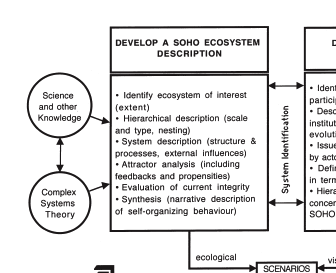 DEVELOP A SOHO ECOSYSTEM
DESCRIPTION
Science
and other
Knowledge
Complex
Systems
Theory
• Identify ecosystem of interest
(extent)
• Hierarchical description (scale
and type, nesting)
• System description (structure &
processes, external influences)
• Attractor analysis (including
feedbacks and propensities)
• Evaluation of current integrity
• Synthesis (narrative description
of self-organizing behaviour)
System Identification
ecological
SCENARIOS
SOHO